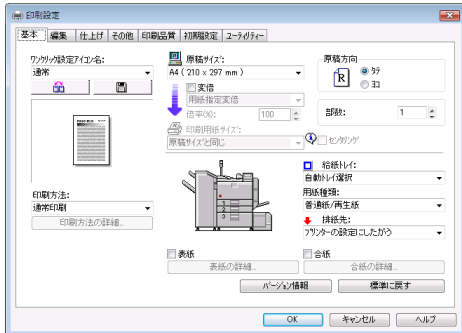 印刷設定
基本 編集 仕上げ その他 印刷品質 初期設定 ユーティリティー
ワンクリック設定アイコン名:
通常
印刷方法:
通常印刷
印刷方法の詳細...
原稿サイズ:
A4 ( 210 x 297 mm )
変倍
用紙指定変倍
倍率(%): 100
印刷用紙サイズ:
原稿サイズと同じ
原稿方向
R
タテ
ヨコ
部数: 1
センタリング
給紙トレイ:
自動トレイ選択
用紙種類:
普通紙/再生紙
排紙先:
プリンターの設定にしたがう
表紙
表紙の詳細...
合紙
合紙の詳細...
バージョン情報 標準に戻す
OK キャンセル ヘルプ